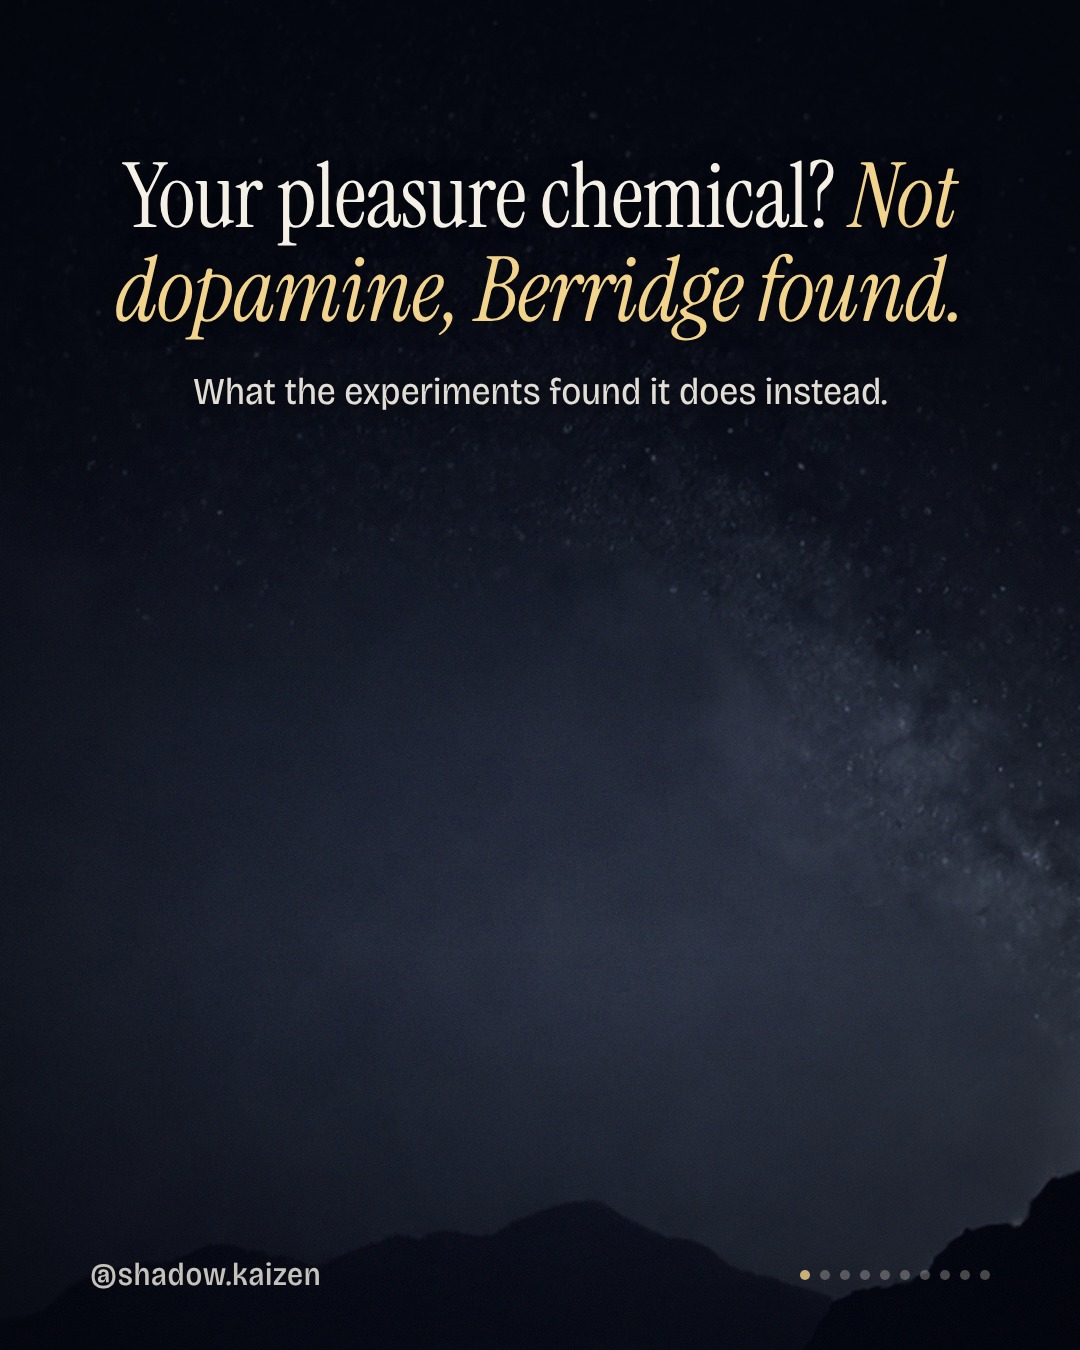 Your pleasure chemical? Not
dopamine, Berridge found.
What the experiments found it does instead.
@shadow.kaizen